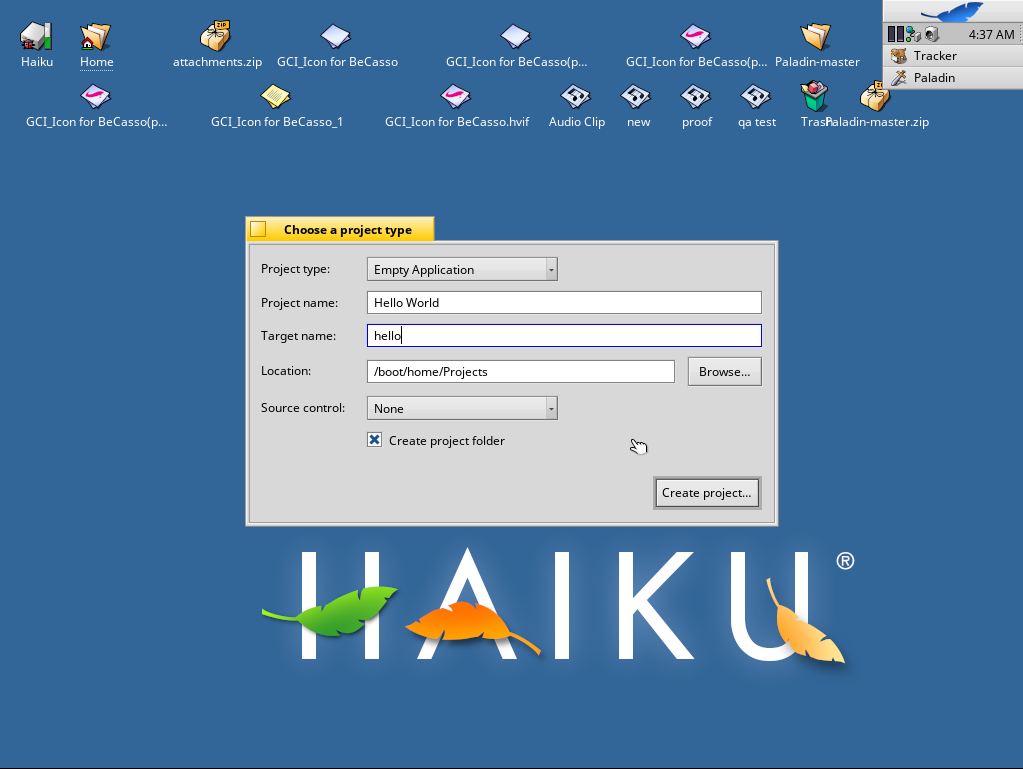 4:37 AM
Tracker
Paladin
Haiku
Home
attachments.zip
GCI_Icon for BeCasso
GCI_Icon for BeCasso(p...
GCI_Icon for BeCasso(p...
Paladin-master
GCI_Icon for BeCasso(p...
GCI_Icon for BeCasso_1
GCI_Icon for BeCasso.hvif
Audio Clip
new
proof
qa test
Trash
Paladin-master.zip
Choose a project type
Project type: Empty Application
Project name: Hello World
Target name: hello
Location: /boot/home/Projects Browse...
Source control: None
Create project folder
Create project...
HAIKU®